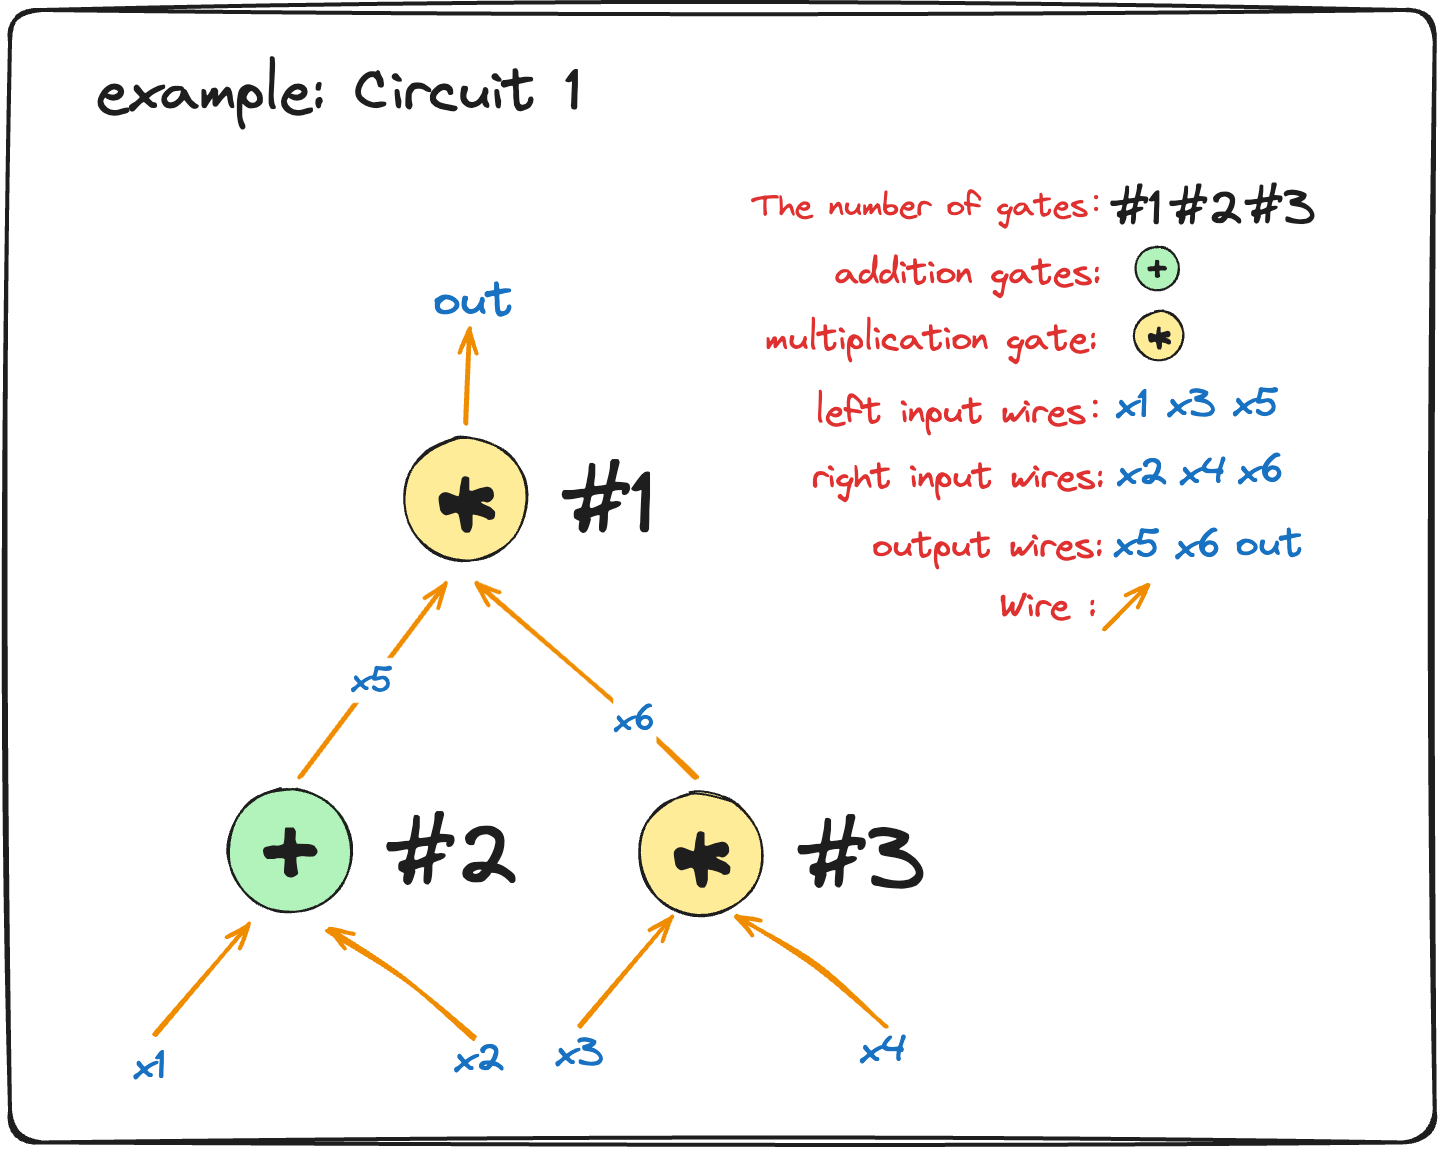 example: Circuit 1
The number of gates: #1 #2 #3
addition gates: +
multiplication gate: *
left input wires: x1 x3 x5
right input wires: x2 x4 x6
output wires: x5 x6 out
Wire :
out
* #1
x5
x6
+ #2
* #3
x1 x2 x3 x4